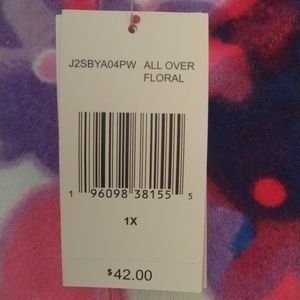 J2SBYA04PW ALL OVER
FLORAL
1 96098 38155 5
1X
$42.00